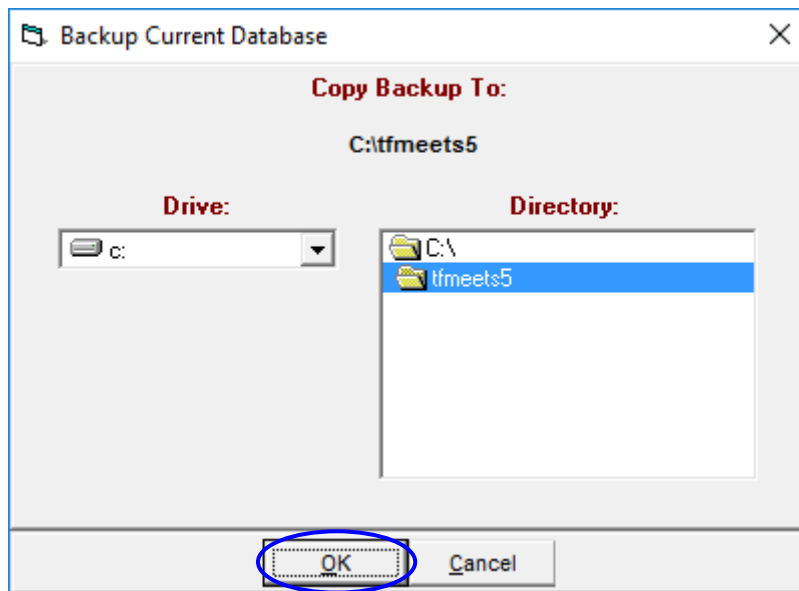 Backup Current Database
Copy Backup To:
C:\tfmeets5
Drive:
Directory:
c:
C:\
tfmeets5
OK
Cancel